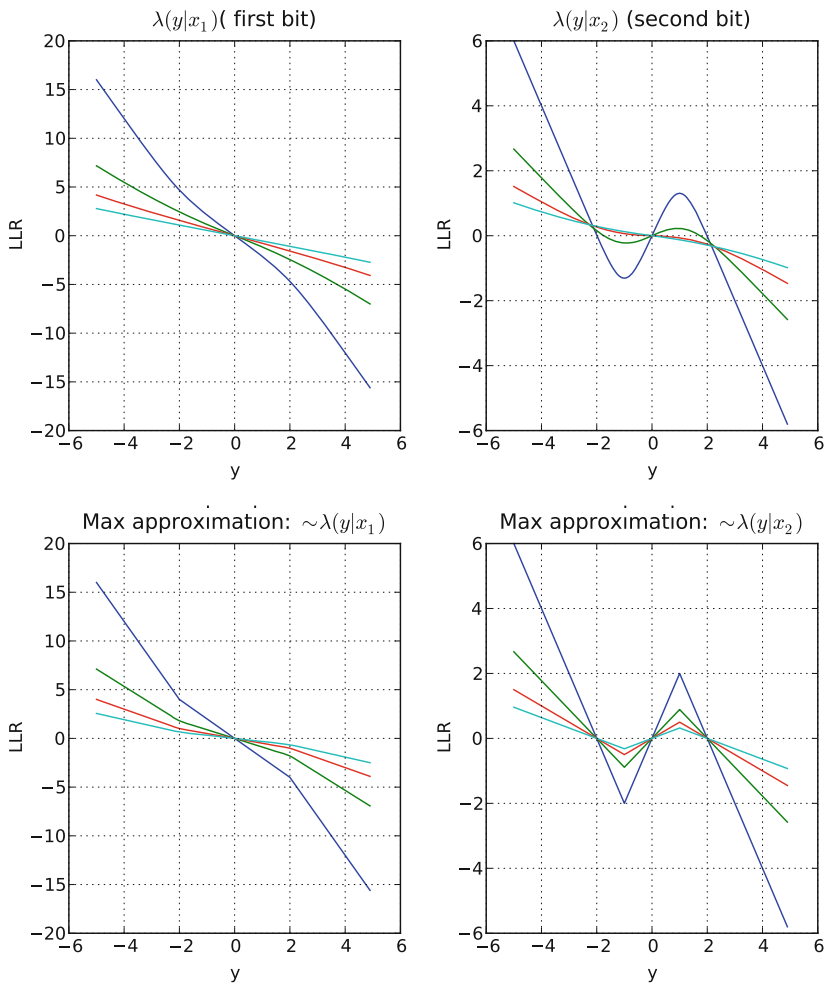 λ(y|x₁)( first bit)
20
15
10
5
0
−5
−10
−15
−20
LLR
−6 −4 −2 0 2 4 6
y
λ(y|x₂) (second bit)
6
4
2
0
−2
−4
−6
LLR
−6 −4 −2 0 2 4 6
y
Max approximation: ~λ(y|x₁)
20
15
10
5
0
−5
−10
−15
−20
LLR
−6 −4 −2 0 2 4 6
y
Max approximation: ~λ(y|x₂)
6
4
2
0
−2
−4
−6
LLR
−6 −4 −2 0 2 4 6
y